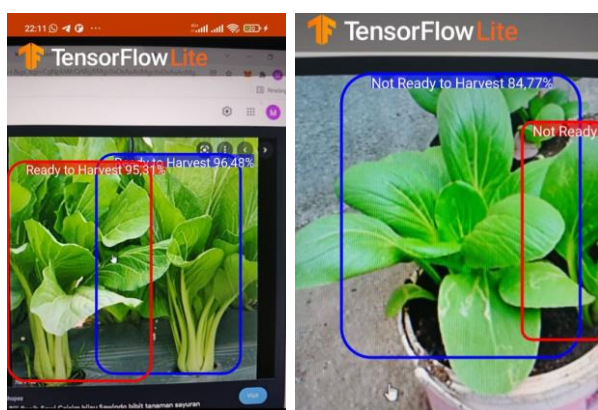 22:11
TensorFlow Lite
M
Ready to Harvest 96,48%
Ready to Harvest 95,31%
Visit
TensorFlow Lite
Not Ready to Harvest 84,77%
Not Ready